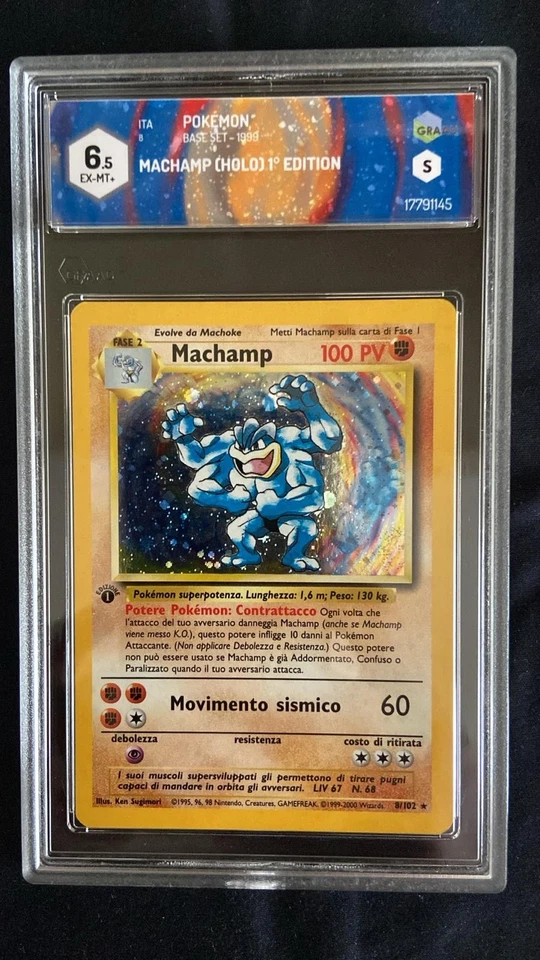 6.5
EX-MT+
ITA
8
POKÉMON
BASE SET - 1999
MACHAMP (HOLO) 1° EDITION
GRAAD
S
17791145
GRAAD
Evolve da Machoke
Metti Machamp sulla carta di Fase 1
FASE 2
Machamp
100 PV
EDIZIONE
1
Pokémon superpotenza. Lunghezza: 1,6 m; Peso: 130 kg.
Potere Pokémon: Contrattacco Ogni volta che
l'attacco del tuo avversario danneggia Machamp (anche se Machamp
viene messo K.O.), questo potere infligge 10 danni al Pokémon
Attaccante. (Non applicare Debolezza e Resistenza.) Questo potere
non può essere usato se Machamp è già Addormentato, Confuso o
Paralizzato quando il tuo avversario attacca.
Movimento sismico
60
debolezza
resistenza
costo di ritirata
I suoi muscoli supersviluppati gli permettono di tirare pugni
capaci di mandare in orbita gli avversari. LIV 67 N. 68
Illus. Ken Sugimori
©1995, 96, 98 Nintendo, Creatures, GAMEFREAK. ©1999-2000 Wizards.
8/102 ★